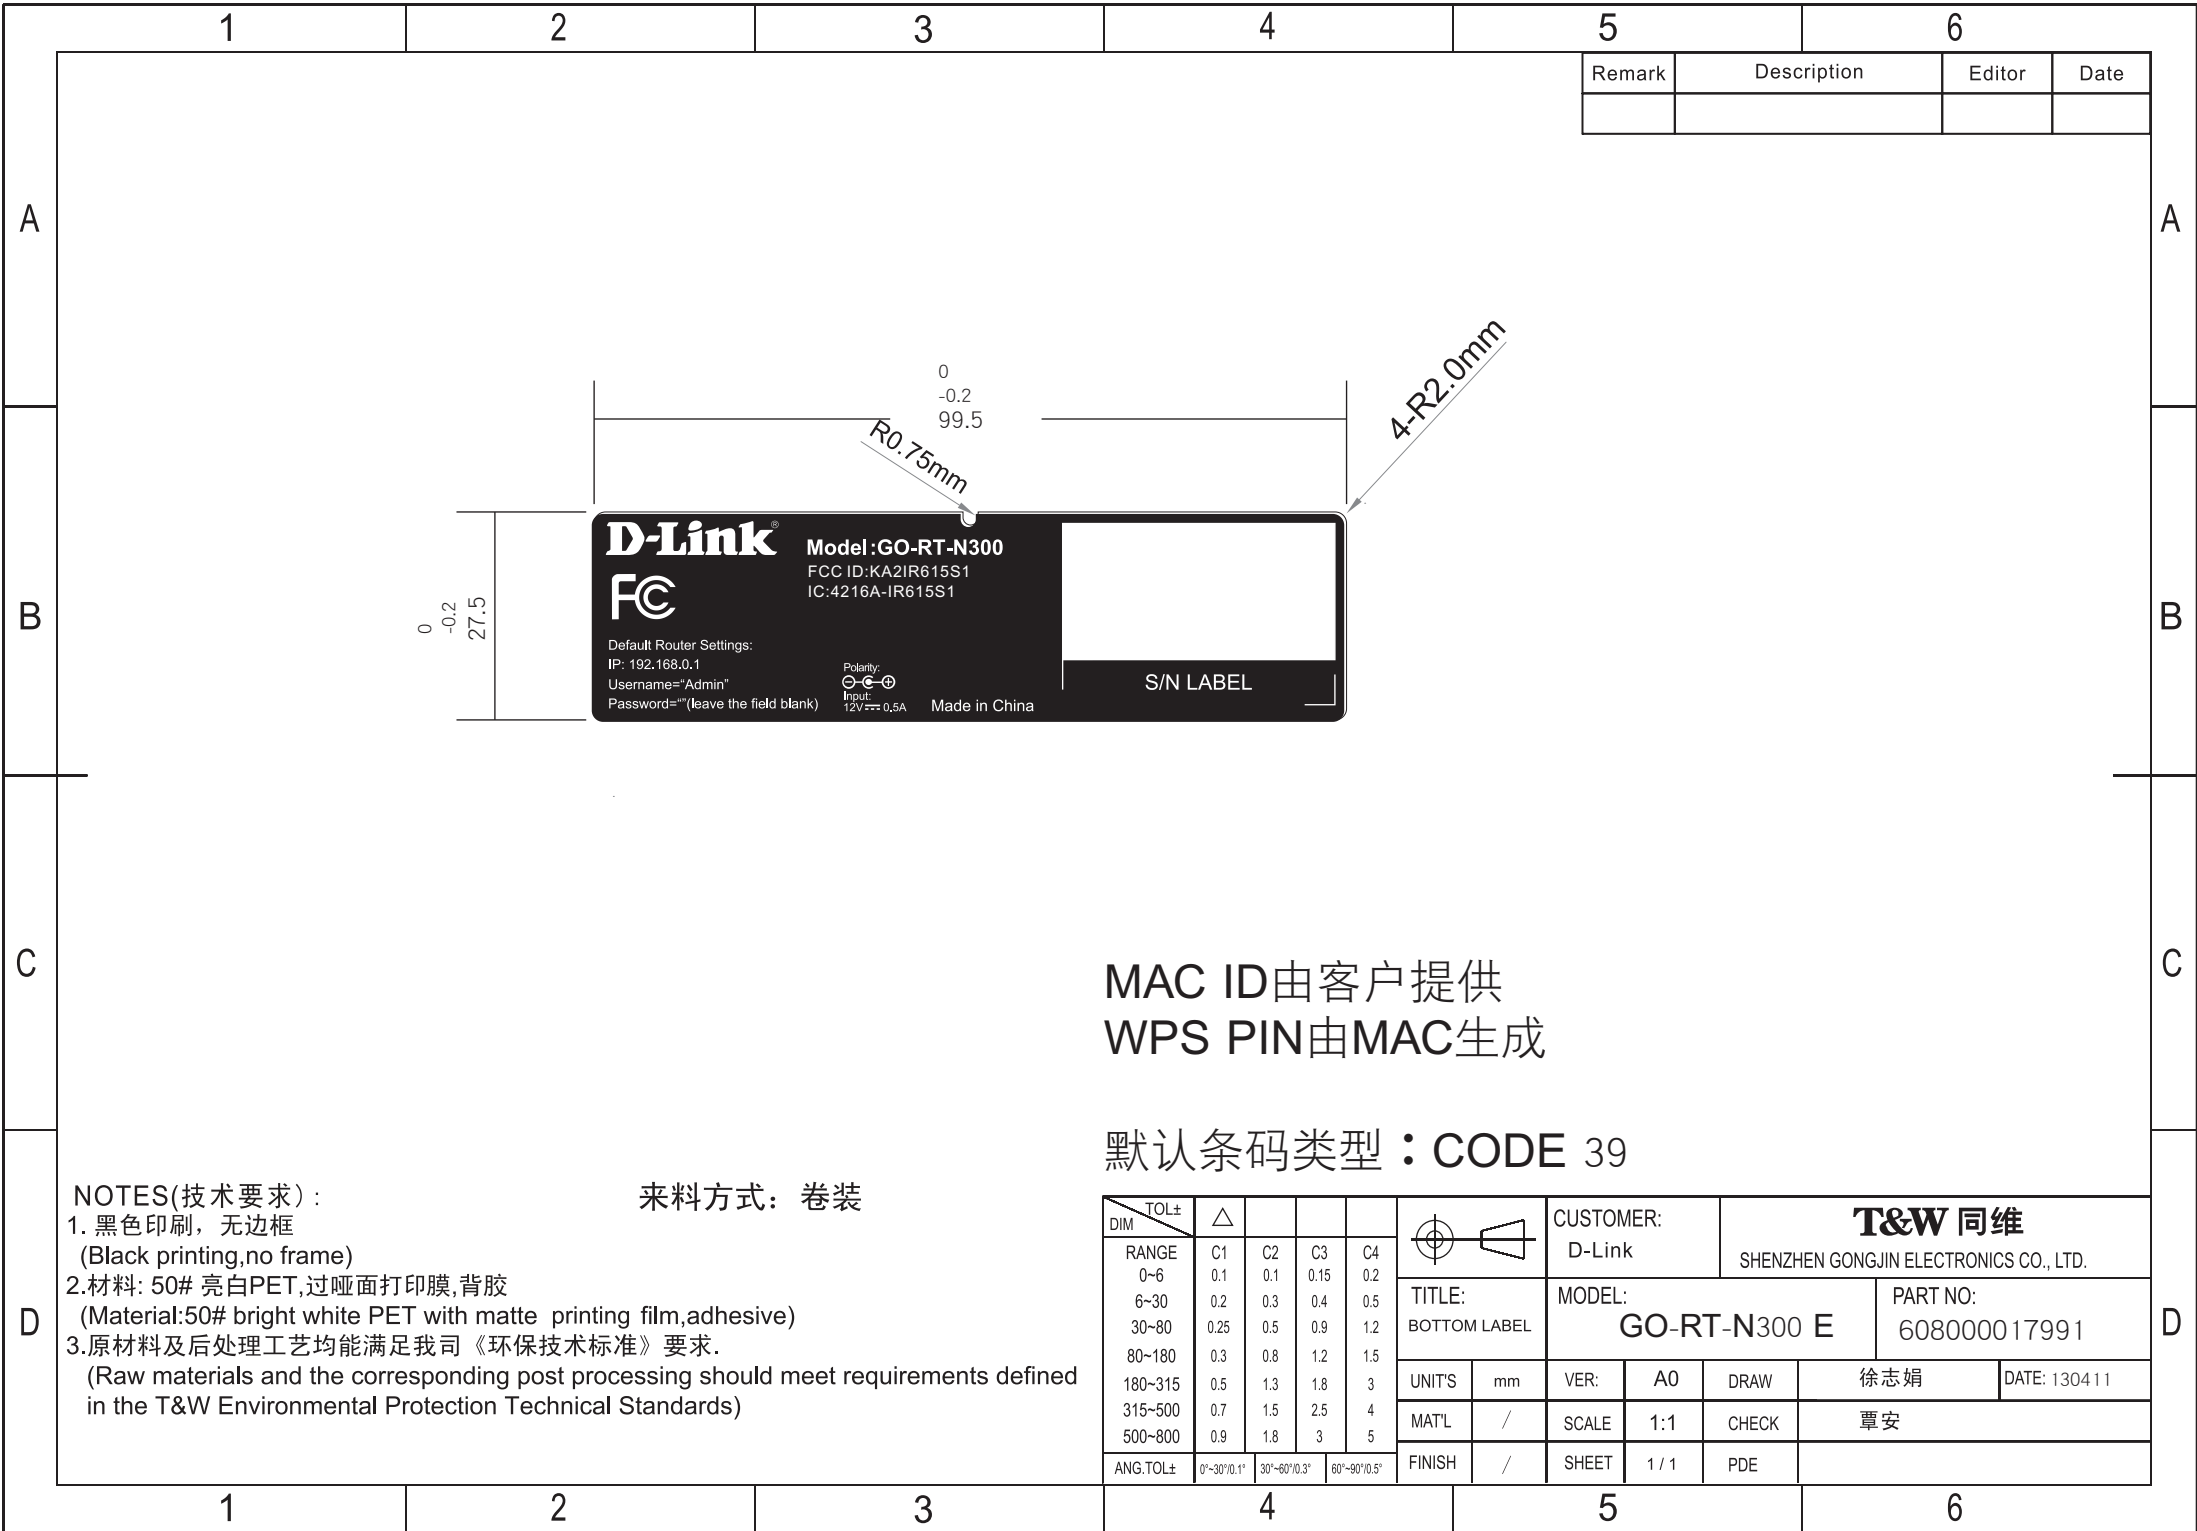 1 2 3 4 5 6
Remark Description Editor Date
A A
0
-0.2
99.5
R0.75mm
4-R2.0mm
0
-0.2
27.5
D-Link®
Model:GO-RT-N300
FCC ID:KA2IR615S1
IC:4216A-IR615S1
FC
Default Router Settings:
IP: 192.168.0.1
Username=“Admin”
Password=“”(leave the field blank)
Polarity:
Input:
12V 0.5A
Made in China
S/N LABEL
B B
C C
MAC ID由客户提供
WPS PIN由MAC生成
默认条码类型：CODE 39
NOTES(技术要求):
来料方式：卷装
1. 黑色印刷，无边框
(Black printing,no frame)
2.材料: 50# 亮白PET,过哑面打印膜,背胶
(Material:50# bright white PET with matte printing film,adhesive)
3.原材料及后处理工艺均能满足我司《环保技术标准》要求.
(Raw materials and the corresponding post processing should meet requirements defined
in the T&W Environmental Protection Technical Standards)
D D
DIM TOL± △
RANGE C1 C2 C3 C4
0~6 0.1 0.1 0.15 0.2
6~30 0.2 0.3 0.4 0.5
30~80 0.25 0.5 0.9 1.2
80~180 0.3 0.8 1.2 1.5
180~315 0.5 1.3 1.8 3
315~500 0.7 1.5 2.5 4
500~800 0.9 1.8 3 5
ANG.TOL± 0°~30°/0.1° 30°~60°/0.3° 60°~90°/0.5°
CUSTOMER:
D-Link
T&W 同维
SHENZHEN GONGJIN ELECTRONICS CO., LTD.
TITLE:
BOTTOM LABEL
MODEL:
GO-RT-N300 E
PART NO:
608000017991
UNIT'S mm VER: A0 DRAW 徐志娟 DATE: 130411
MAT'L / SCALE 1:1 CHECK 覃安
FINISH / SHEET 1 / 1 PDE
1 2 3 4 5 6